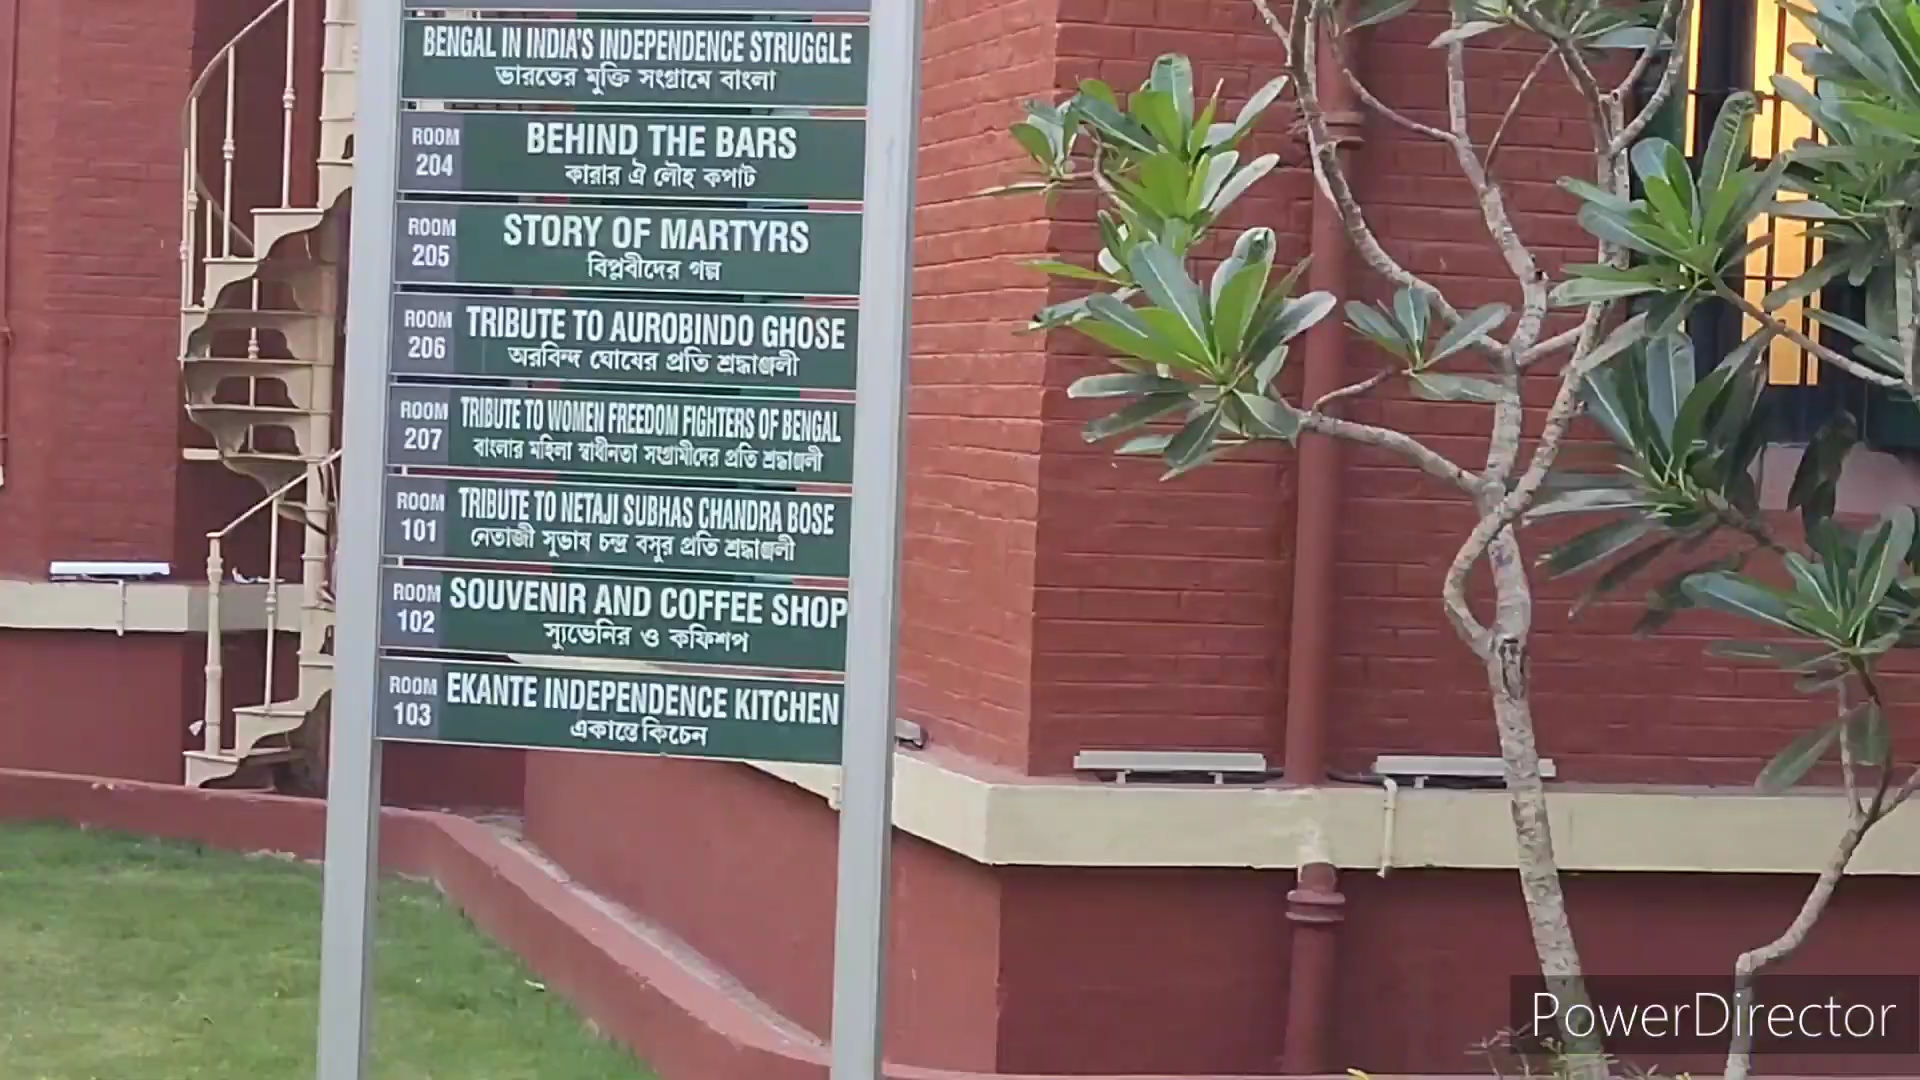 BENGAL IN INDIA'S INDEPENDENCE STRUGGLE
ভারতের মুক্তি সংগ্রামে বাংলা
ROOM 204
BEHIND THE BARS
কারার ঐ লৌহ কপাট
ROOM 205
STORY OF MARTYRS
বিপ্লবীদের গল্প
ROOM 206
TRIBUTE TO AUROBINDO GHOSE
অরবিন্দ ঘোষের প্রতি শ্রদ্ধাঞ্জলী
ROOM 207
TRIBUTE TO WOMEN FREEDOM FIGHTERS OF BENGAL
বাংলার মহিলা স্বাধীনতা সংগ্রামীদের প্রতি শ্রদ্ধাঞ্জলী
ROOM 101
TRIBUTE TO NETAJI SUBHAS CHANDRA BOSE
নেতাজী সুভাষ চন্দ্র বসুর প্রতি শ্রদ্ধাঞ্জলী
ROOM 102
SOUVENIR AND COFFEE SHOP
স্যুভেনির ও কফিশপ
ROOM 103
EKANTE INDEPENDENCE KITCHEN
একান্তে কিচেন
PowerDirector